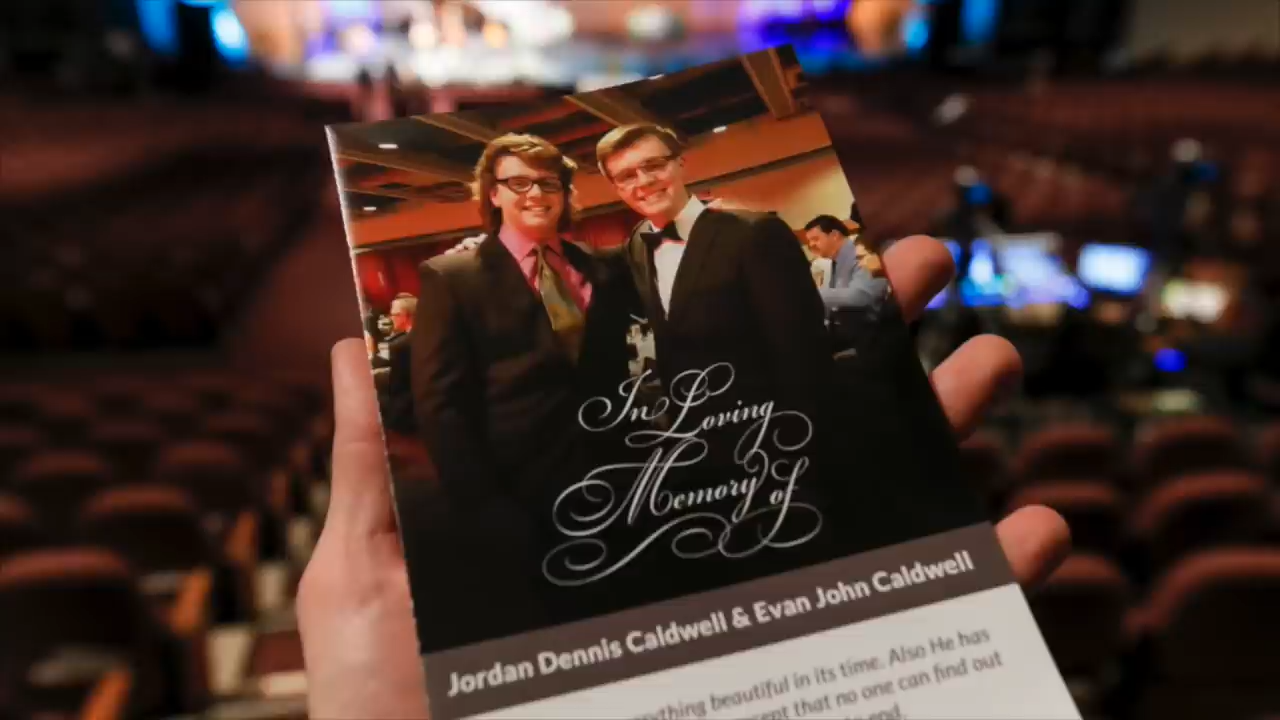 In Loving
Memory of
Jordan Dennis Caldwell & Evan John Caldwell
beautiful in its time. Also He has
that no one can find out
end.